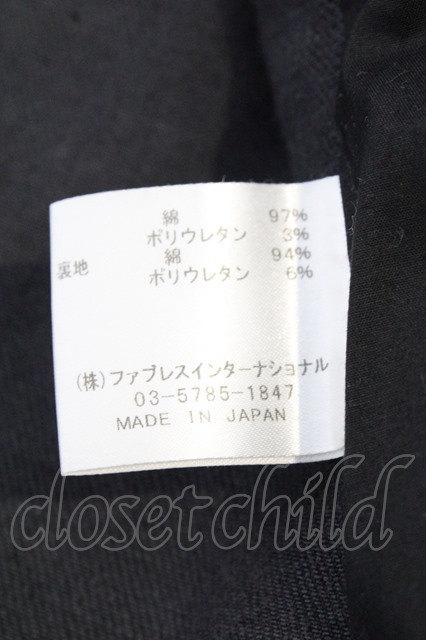 綿 97%
ポリウレタン 3%
裏地 綿 94%
ポリウレタン 6%
(株)ファブレスインターナショナル
03-5785-1847
MADE IN JAPAN
closetchild